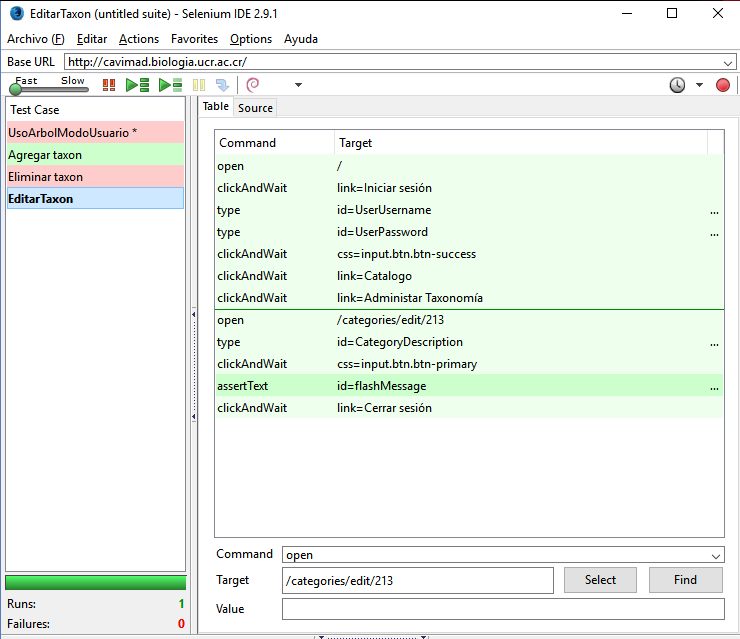 EditarTaxon (untitled suite) - Selenium IDE 2.9.1
Archivo (F) Editar Actions Favorites Options Ayuda
Base URL http://cavimad.biologia.ucr.ac.cr/
Fast Slow
Test Case
UsoArbolModoUsuario *
Agregar taxon
Eliminar taxon
EditarTaxon
Table Source
Command Target
open /
clickAndWait link=Iniciar sesión
type id=UserUsername ...
type id=UserPassword ...
clickAndWait css=input.btn.btn-success
clickAndWait link=Catalogo
clickAndWait link=Administar Taxonomía
open /categories/edit/213
type id=CategoryDescription ...
clickAndWait css=input.btn.btn-primary
assertText id=flashMessage ...
clickAndWait link=Cerrar sesión
Command open
Target /categories/edit/213 Select Find
Value
Runs: 1
Failures: 0